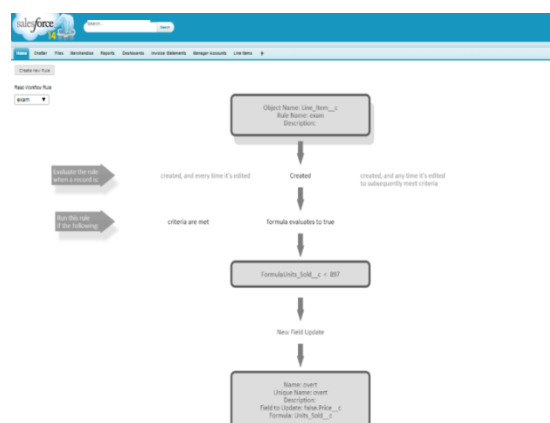 salesforce
14
Search...
Search
Home Chatter Files Merchandise Reports Dashboards Invoice Statements Manager Accounts Line Items +
Create New Rule
Read Workflow Rule
exam
Object Name: Line_Item__c
Rule Name: exam
Description:
Evaluate the rule
when a record is:
created, and every time it's edited
Created
created, and any time it's edited
to subsequently meet criteria
Run this rule
if the following:
criteria are met
formula evaluates to true
FormulaUnits_Sold__c < 897
New Field Update
Name: overt
Unique Name: overt
Description:
Field to Update: false.Price__c
Formula: Units_Sold__c